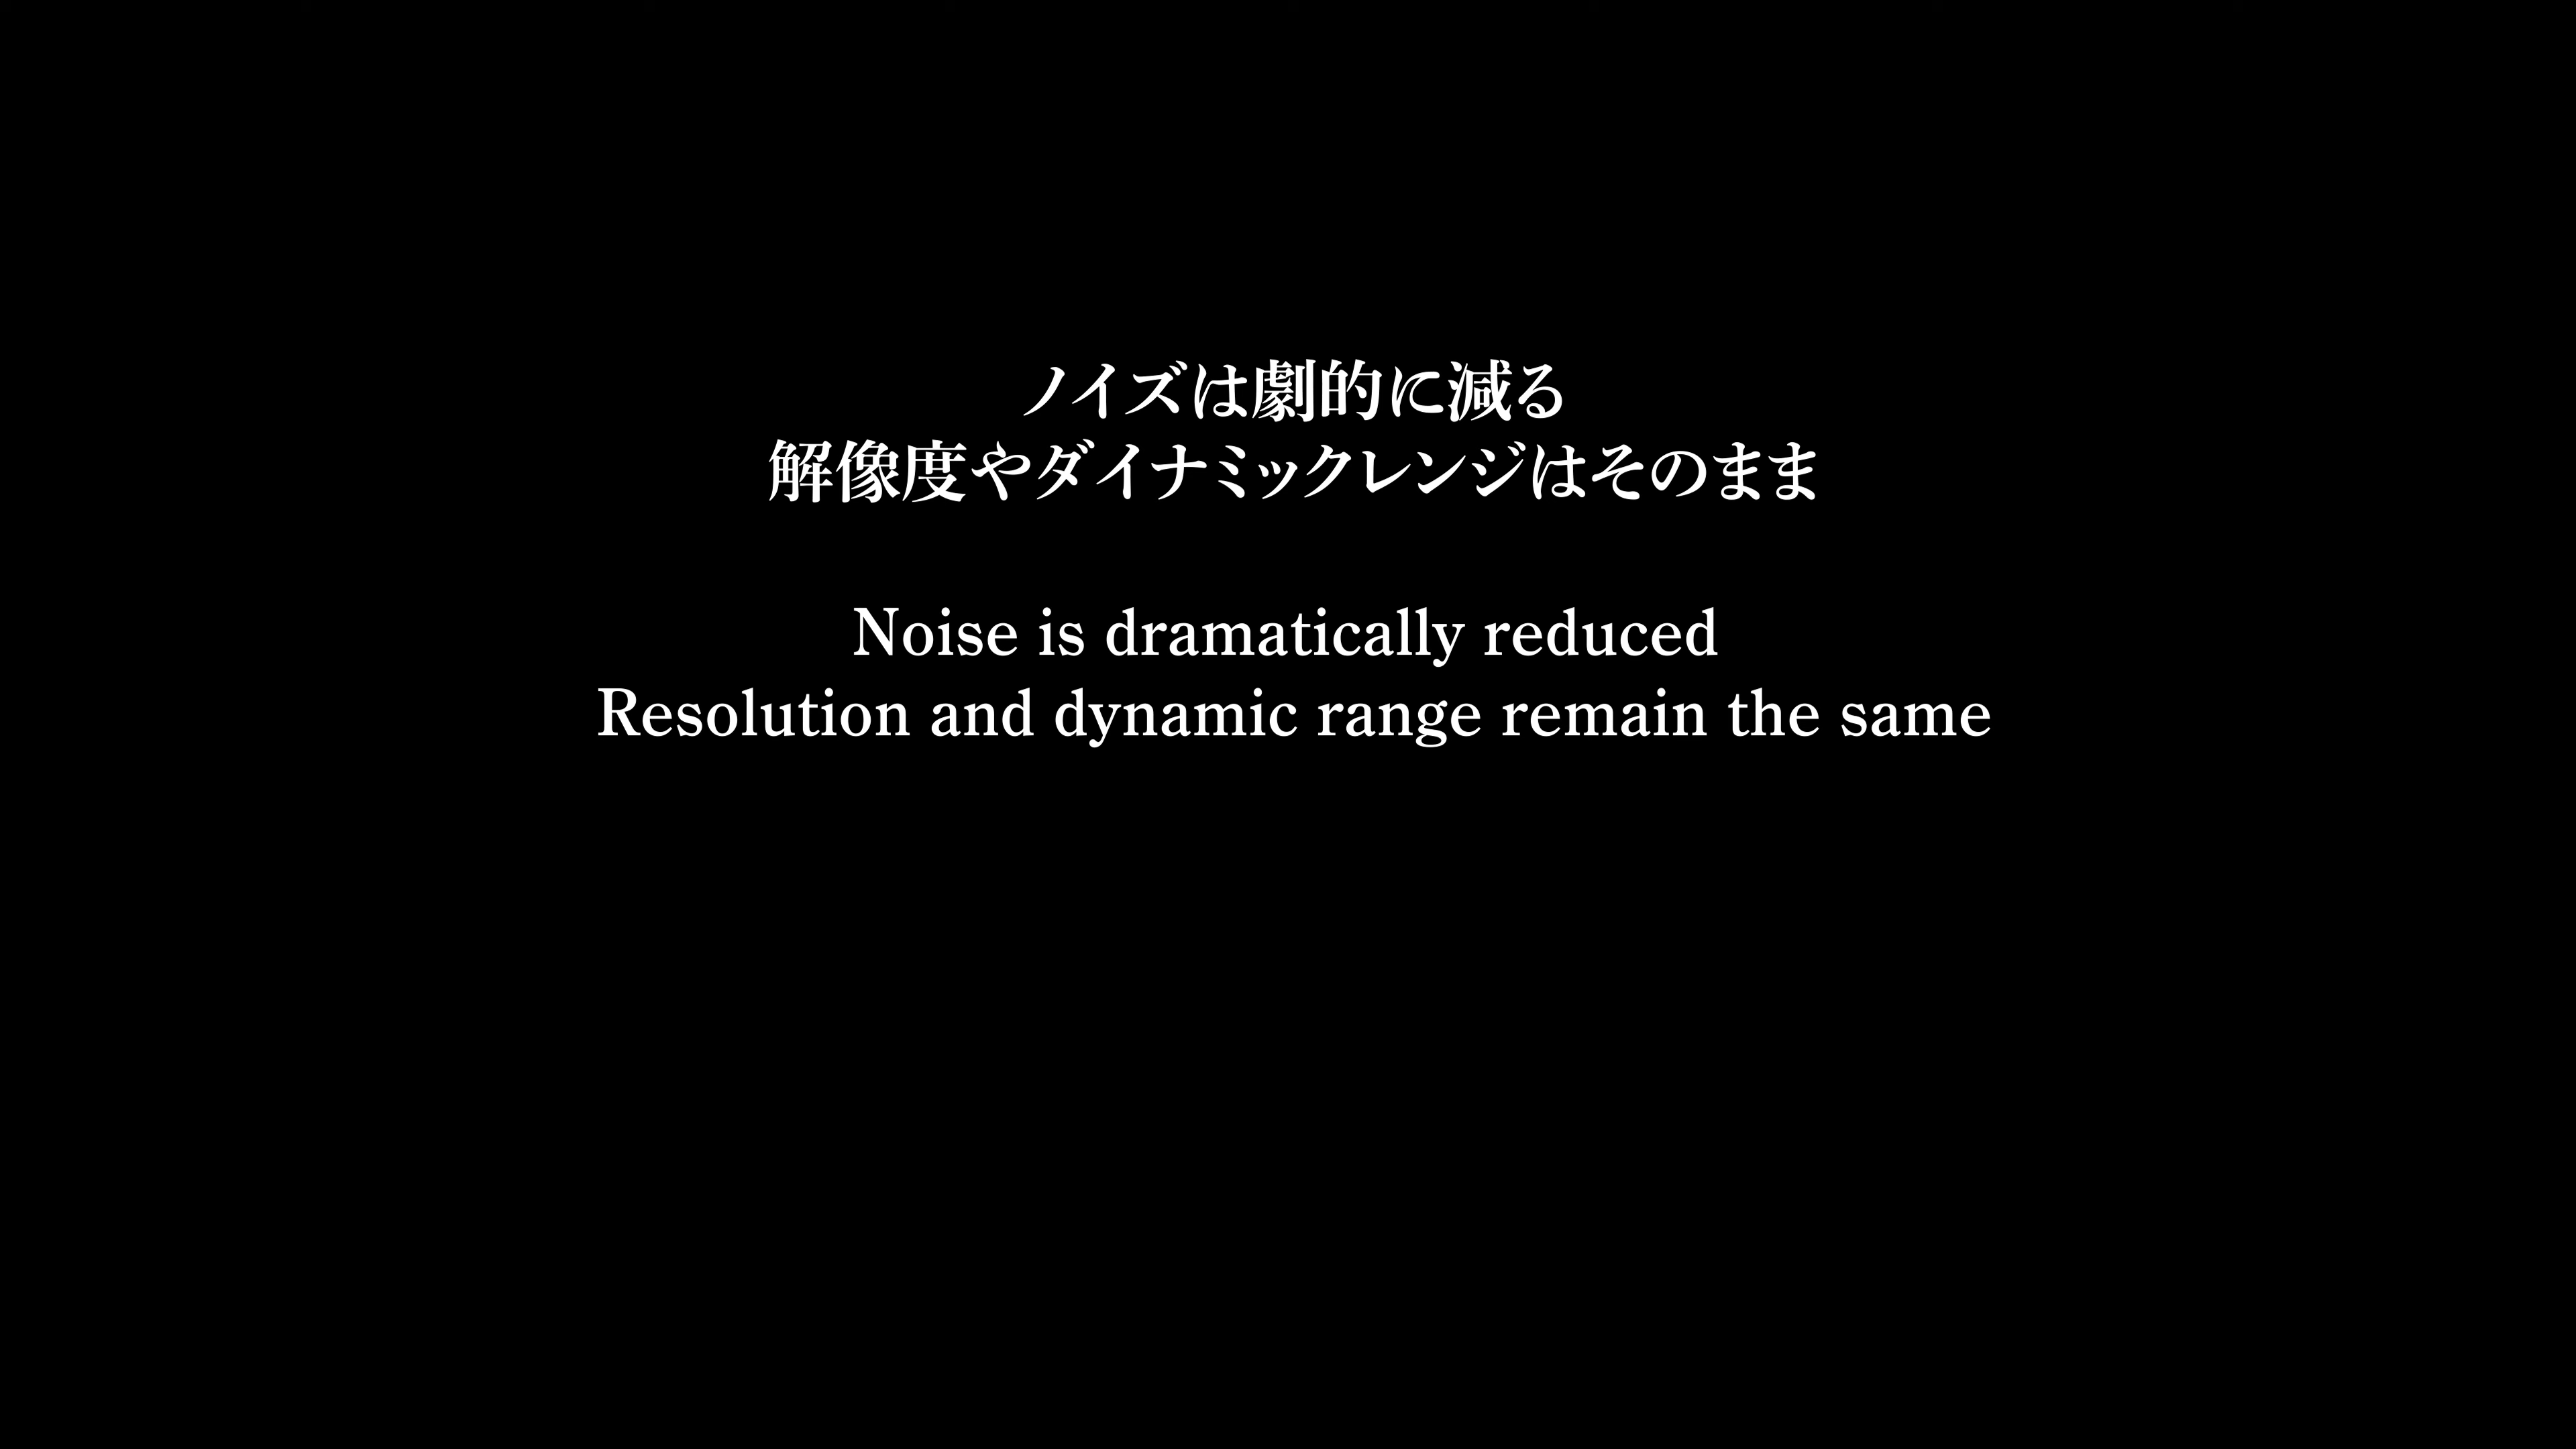 ノイズは劇的に減る
解像度やダイナミックレンジはそのまま
Noise is dramatically reduced
Resolution and dynamic range remain the same